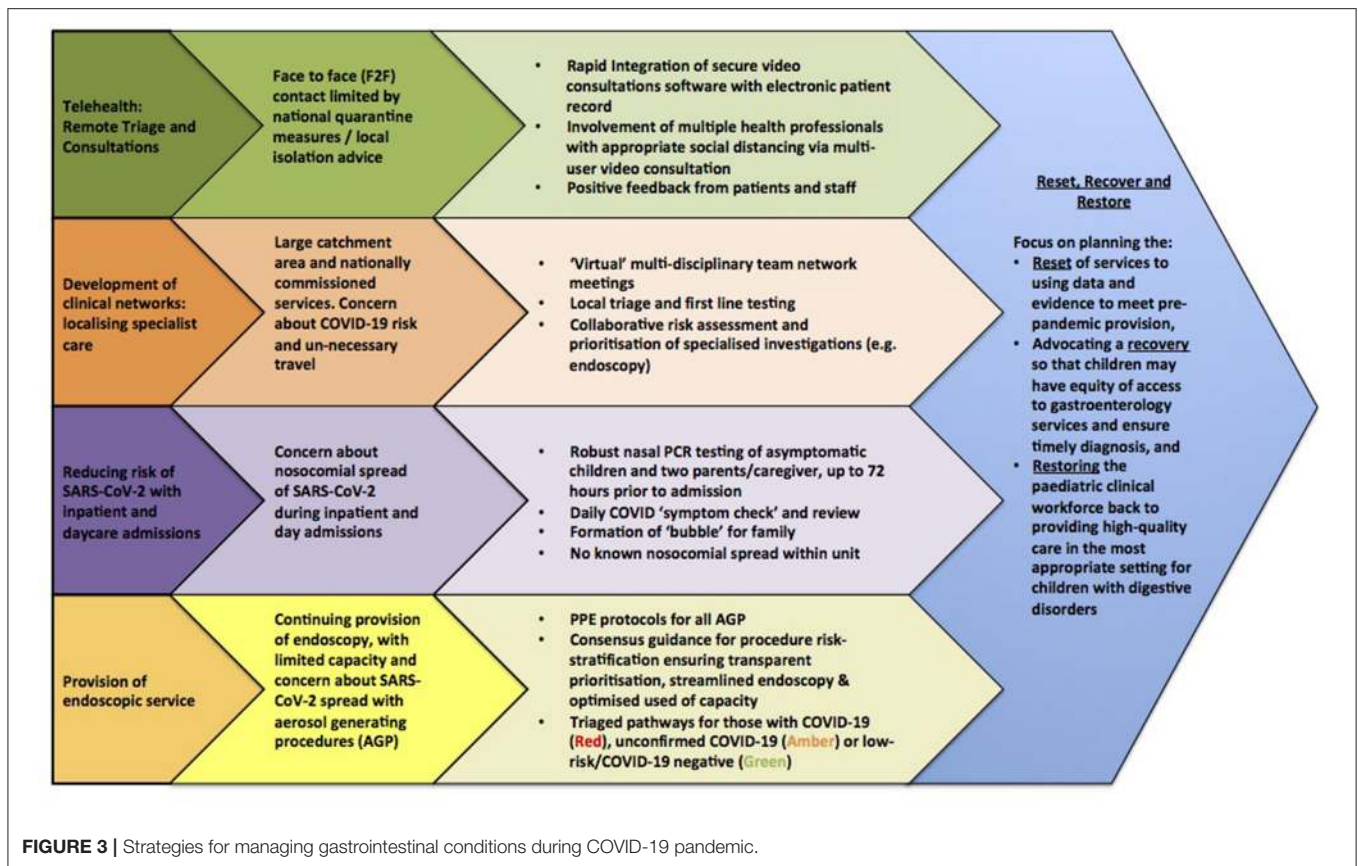 Telehealth:
Remote Triage and
Consultations
Face to face (F2F)
contact limited by
national quarantine
measures / local
isolation advice
• Rapid Integration of secure video
consultations software with electronic patient
record
• Involvement of multiple health professionals
with appropriate social distancing via multi-
user video consultation
• Positive feedback from patients and staff
Development of
clinical networks:
localising specialist
care
Large catchment
area and nationally
commissioned
services. Concern
about COVID-19 risk
and un-necessary
travel
• 'Virtual' multi-disciplinary team network
meetings
• Local triage and first line testing
• Collaborative risk assessment and
prioritisation of specialised investigations (e.g.
endoscopy)
Reducing risk of
SARS-CoV-2 with
inpatient and
daycare admissions
Concern about
nosocomial spread
of SARS-CoV-2
during inpatient and
day admissions
• Robust nasal PCR testing of asymptomatic
children and two parents/caregiver, up to 72
hours prior to admission
• Daily COVID 'symptom check' and review
• Formation of 'bubble' for family
• No known nosocomial spread within unit
Provision of
endoscopic service
Continuing provision
of endoscopy, with
limited capacity and
concern about SARS-
CoV-2 spread with
aerosol generating
procedures (AGP)
• PPE protocols for all AGP
• Consensus guidance for procedure risk-
stratification ensuring transparent
prioritisation, streamlined endoscopy &
optimised used of capacity
• Triaged pathways for those with COVID-19
(Red), unconfirmed COVID-19 (Amber) or low-
risk/COVID-19 negative (Green)
Reset, Recover and
Restore
Focus on planning the:
• Reset of services to
using data and
evidence to meet pre-
pandemic provision,
• Advocating a recovery
so that children may
have equity of access
to gastroenterology
services and ensure
timely diagnosis, and
• Restoring the
paediatric clinical
workforce back to
providing high-quality
care in the most
appropriate setting for
children with digestive
disorders
FIGURE 3 | Strategies for managing gastrointestinal conditions during COVID-19 pandemic.